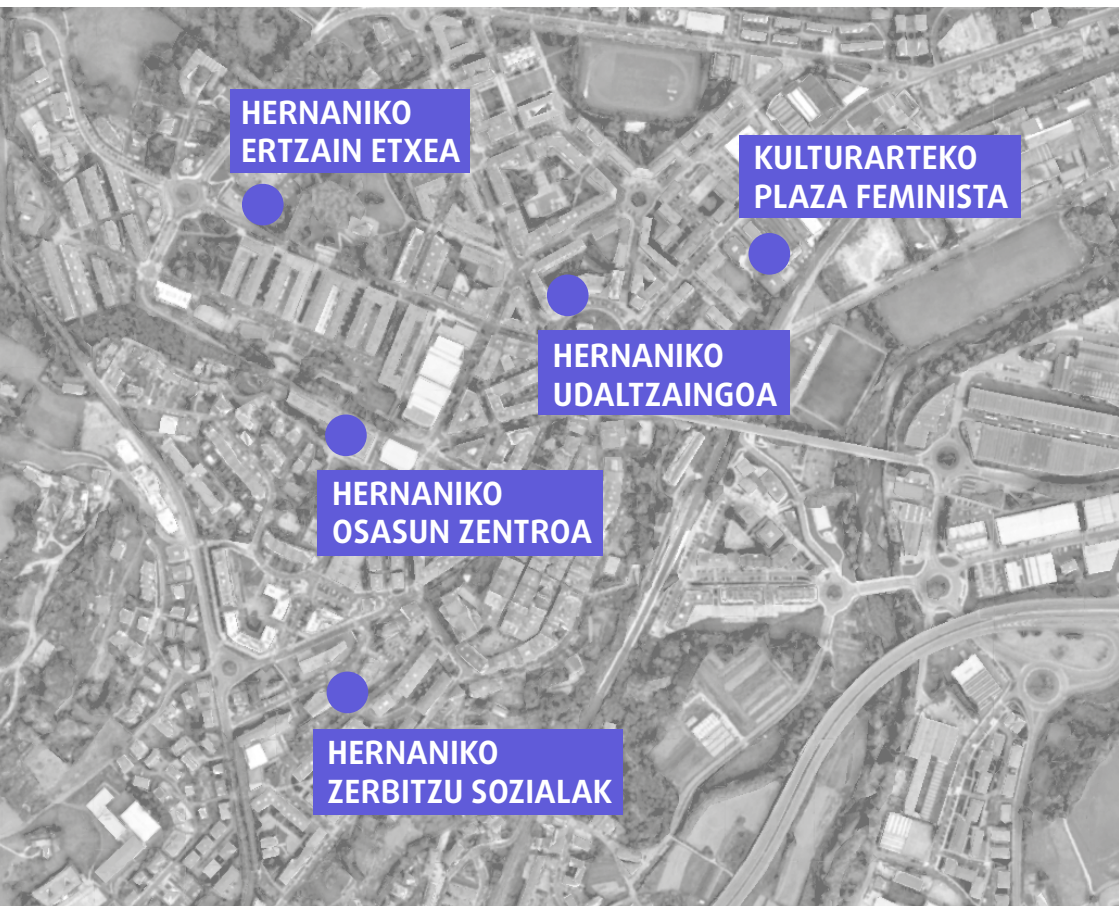 HERNANIKO
ERTZAIN ETXEA
KULTURARTEKO
PLAZA FEMINISTA
HERNANIKO
UDALTZAINGOA
HERNANIKO
OSASUN ZENTROA
HERNANIKO
ZERBITZU SOZIALAK